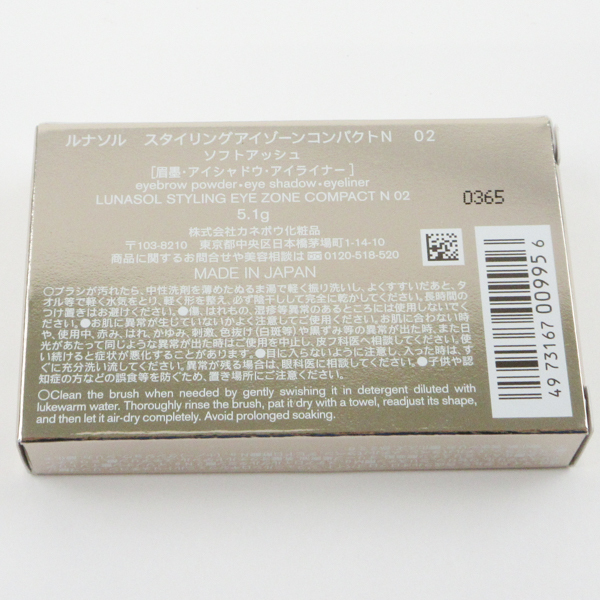 ルナソル　スタイリングアイゾーンコンパクトN　02
ソフトアッシュ
［眉墨・アイシャドウ・アイライナー］
eyebrow powder・eye shadow・eyeliner
LUNASOL STYLING EYE ZONE COMPACT N 02
5.1g
株式会社カネボウ化粧品
〒103-8210　東京都中央区日本橋茅場町1-14-10
商品に関するお問合せや美容相談は 0120-518-520
MADE IN JAPAN
0365
○ブラシが汚れたら、中性洗剤を薄めたぬるま湯で軽く振り洗いし、よくすすいだあと、タ
オル等で軽く水気をとり、軽く形を整え、必ず陰干しして完全に乾かしてください。長時間の
つけ置きはお避けください。●傷、はれもの、湿疹等異常のあるところには使用しないでく
ださい。●お肌に異常が生じていないかよく注意して使用してください。お肌に合わない時
や、使用中、赤み、はれ、かゆみ、刺激、色抜け(白斑等)や黒ずみ等の異常が出た時、また日
光があたって同じような異常が出た時はご使用を中止し、皮フ科医へ相談してください。使
い続けると症状が悪化することがあります。●目に入らないように注意し、入った時は、す
ぐに充分洗い流してください。異常が残る場合は、眼科医に相談してください。●子供や認
知症の方などの誤食等を防ぐため、置き場所にご注意ください。
○Clean the brush when needed by gently swishing it in detergent diluted with
lukewarm water. Thoroughly rinse the brush, pat it dry with a towel, readjust its shape,
and then let it air-dry completely. Avoid prolonged soaking.
4973167009956